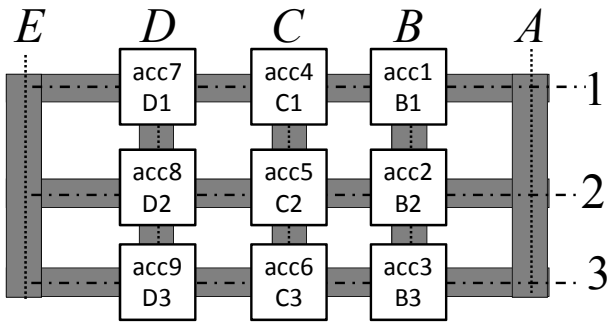 E D C B A
acc7 acc4 acc1
D1 C1 B1
1
acc8 acc5 acc2
D2 C2 B2
2
acc9 acc6 acc3
D3 C3 B3
3